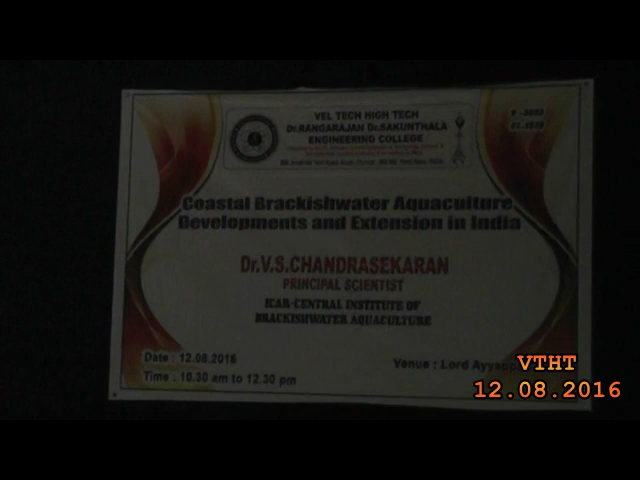 VEL TECH HIGH TECH
Dr.RANGARAJAN Dr.SAKUNTHALA
ENGINEERING COLLEGE
Coastal Brackishwater Aquaculture
Developments and Extension in India
Dr.V.S.CHANDRASEKARAN
PRINCIPAL SCIENTIST
ICAR-CENTRAL INSTITUTE OF
BRACKISHWATER AQUACULTURE
Date : 12.08.2016
Time : 10.30 am to 12.30 pm
Venue : Lord
VTHT
12.08.2016